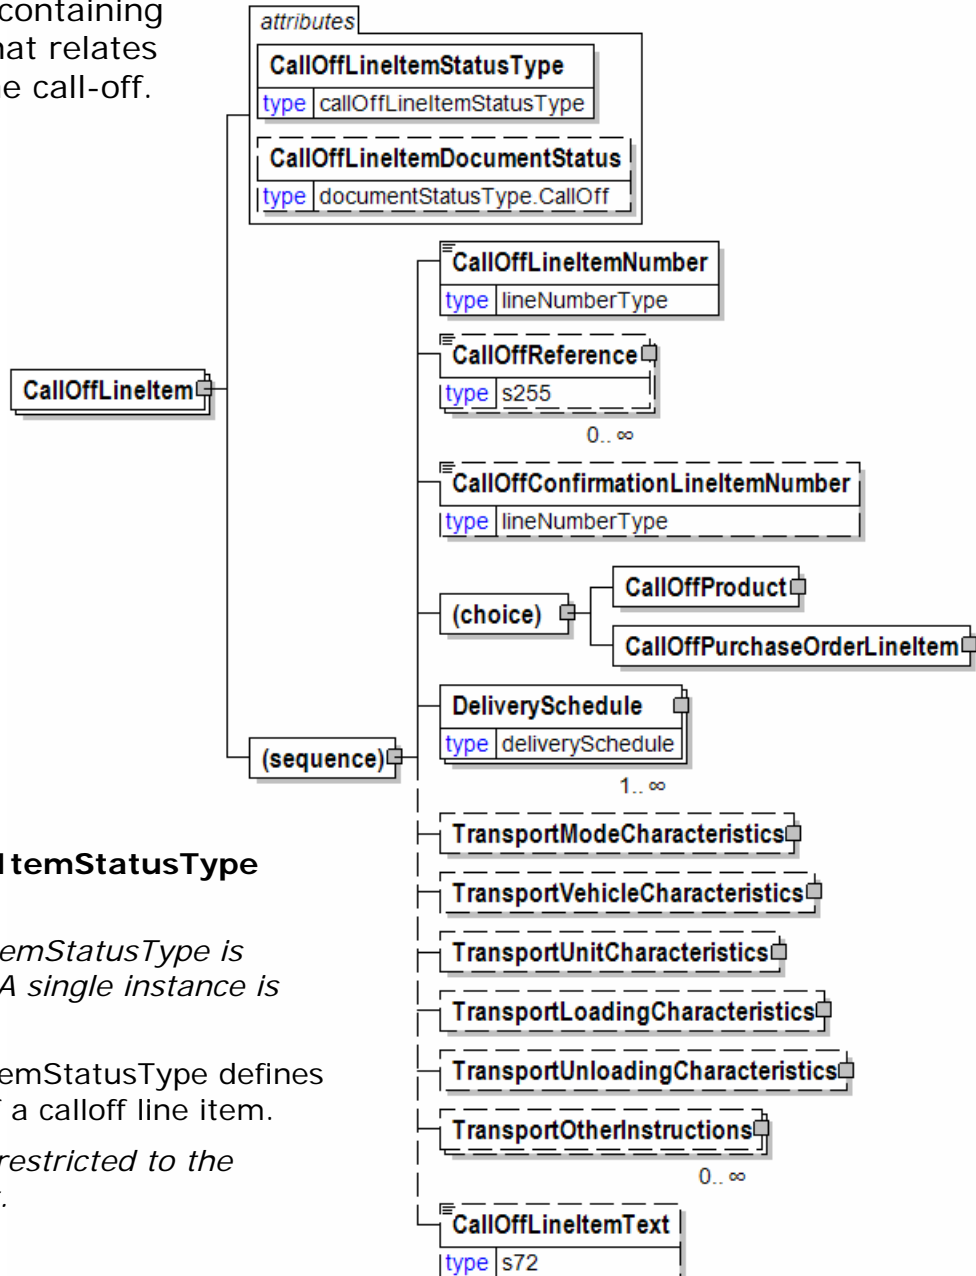 containing
hat relates
e call-off.
attributes
CallOffLineItemStatusType
type callOffLineItemStatusType
CallOffLineItemDocumentStatus
type documentStatusType.CallOff
CallOffLineItemNumber
type lineNumberType
CallOffReference
type s255
0..∞
CallOffLineItem
CallOffConfirmationLineItemNumber
type lineNumberType
(choice)
CallOffProduct
CallOffPurchaseOrderLineItem
DeliverySchedule
type deliverySchedule
1..∞
(sequence)
TransportModeCharacteristics
TransportVehicleCharacteristics
TransportUnitCharacteristics
TransportLoadingCharacteristics
TransportUnloadingCharacteristics
TransportOtherInstructions
0..∞
CallOffLineItemText
type s72
ItemStatusType
emStatusType is
A single instance is
emStatusType defines
a calloff line item.
restricted to the